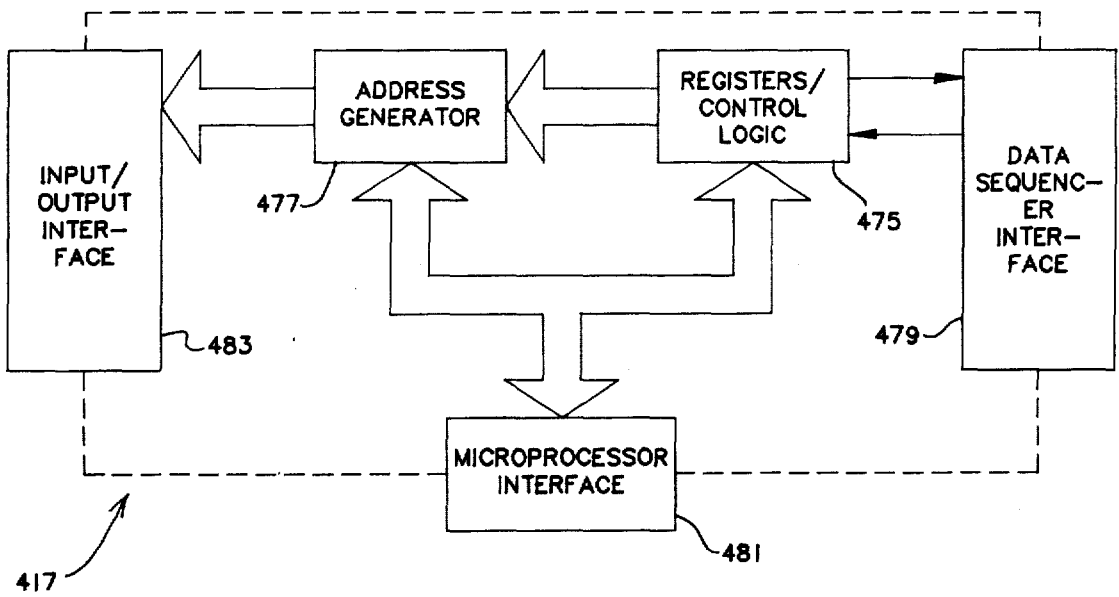 ADDRESS
GENERATOR
477
REGISTERS/
CONTROL
LOGIC
475
INPUT/
OUTPUT
INTER-
FACE
483
DATA
SEQUENC-
ER
INTER-
FACE
479
MICROPROCESSOR
INTERFACE
481
417